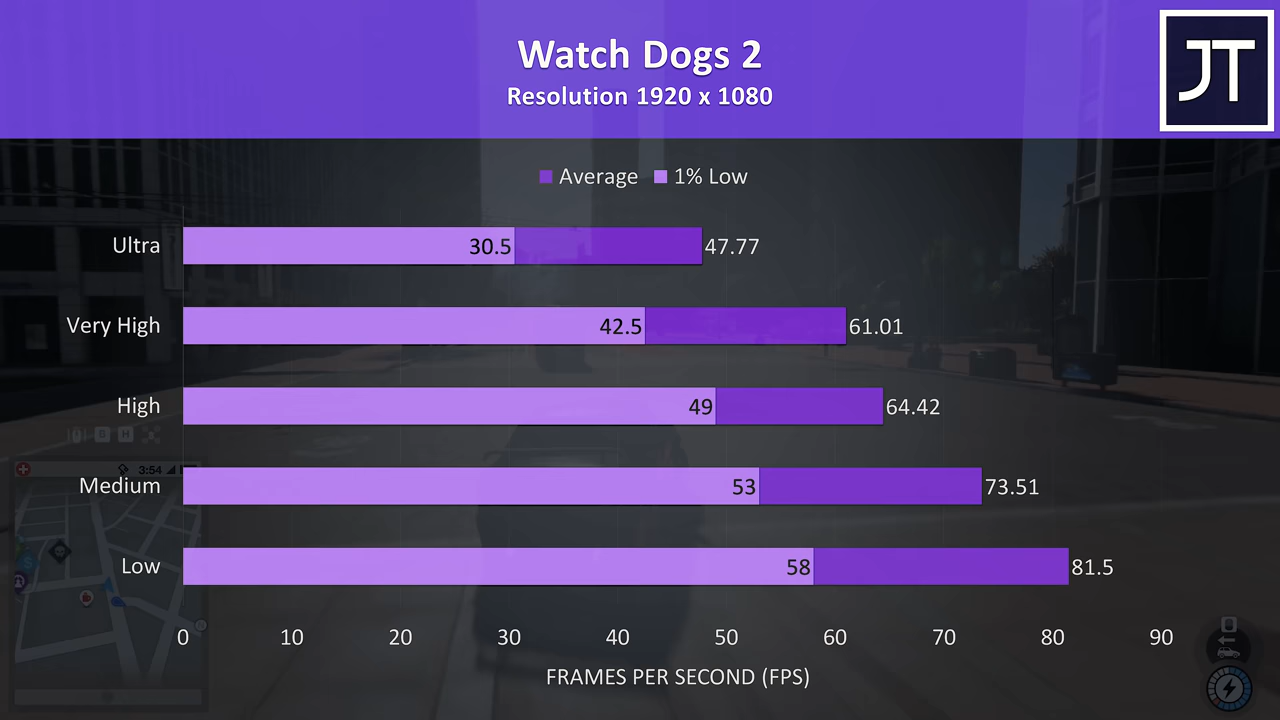 Watch Dogs 2
Resolution 1920 x 1080
JT
Average 1% Low
Ultra 30.5 47.77
Very High 42.5 61.01
High 49 64.42
B H
3:54
Medium 53 73.51
Low 58 81.5
0 10 20 30 40 50 60 70 80 90
FRAMES PER SECOND (FPS)